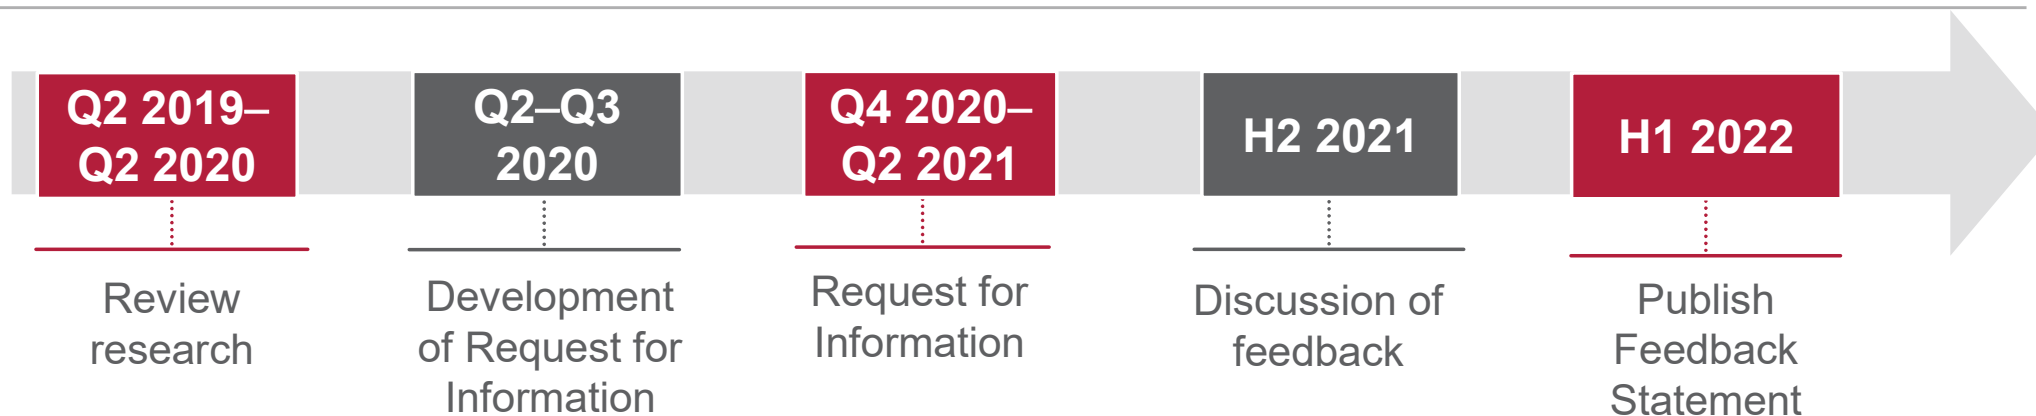 Q2 2019–
Q2 2020
Q2–Q3
2020
Q4 2020–
Q2 2021
H2 2021
H1 2022
Review
research
Development
of Request for
Information
Request for
Information
Discussion of
feedback
Publish
Feedback
Statement